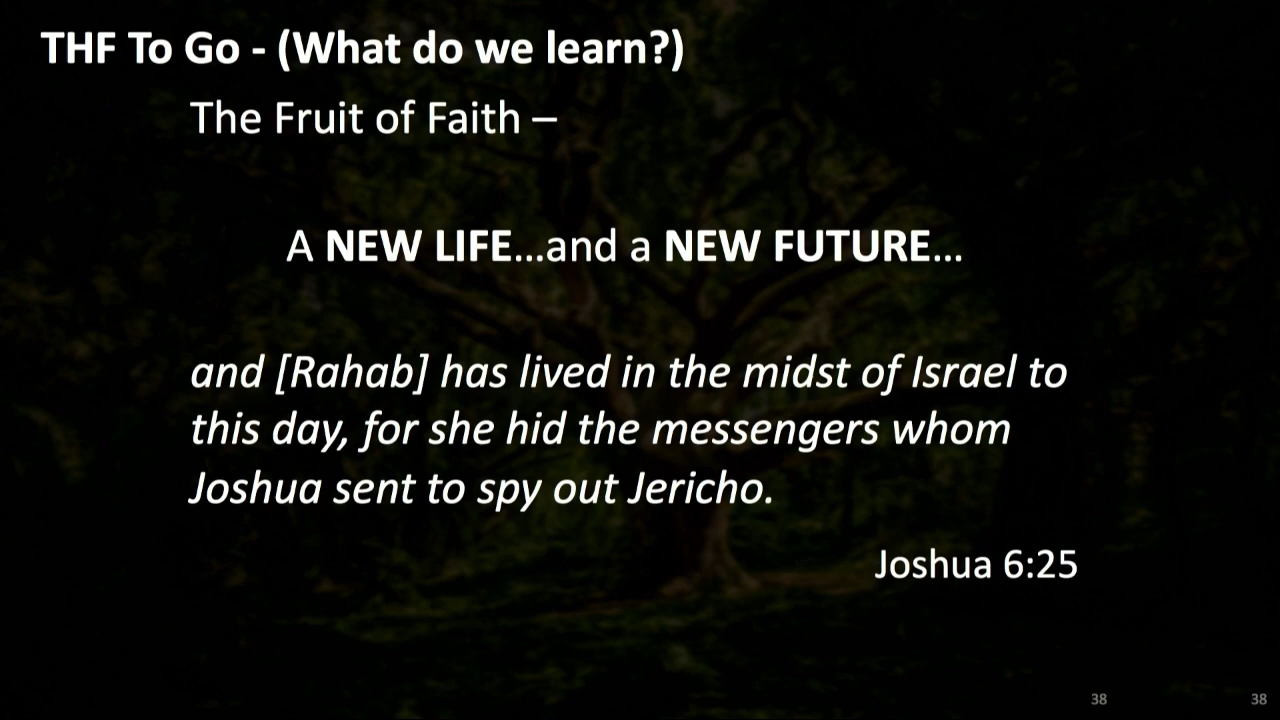 THF To Go - (What do we learn?)
The Fruit of Faith –
A NEW LIFE...and a NEW FUTURE...
and [Rahab] has lived in the midst of Israel to
this day, for she hid the messengers whom
Joshua sent to spy out Jericho.
Joshua 6:25
38 38